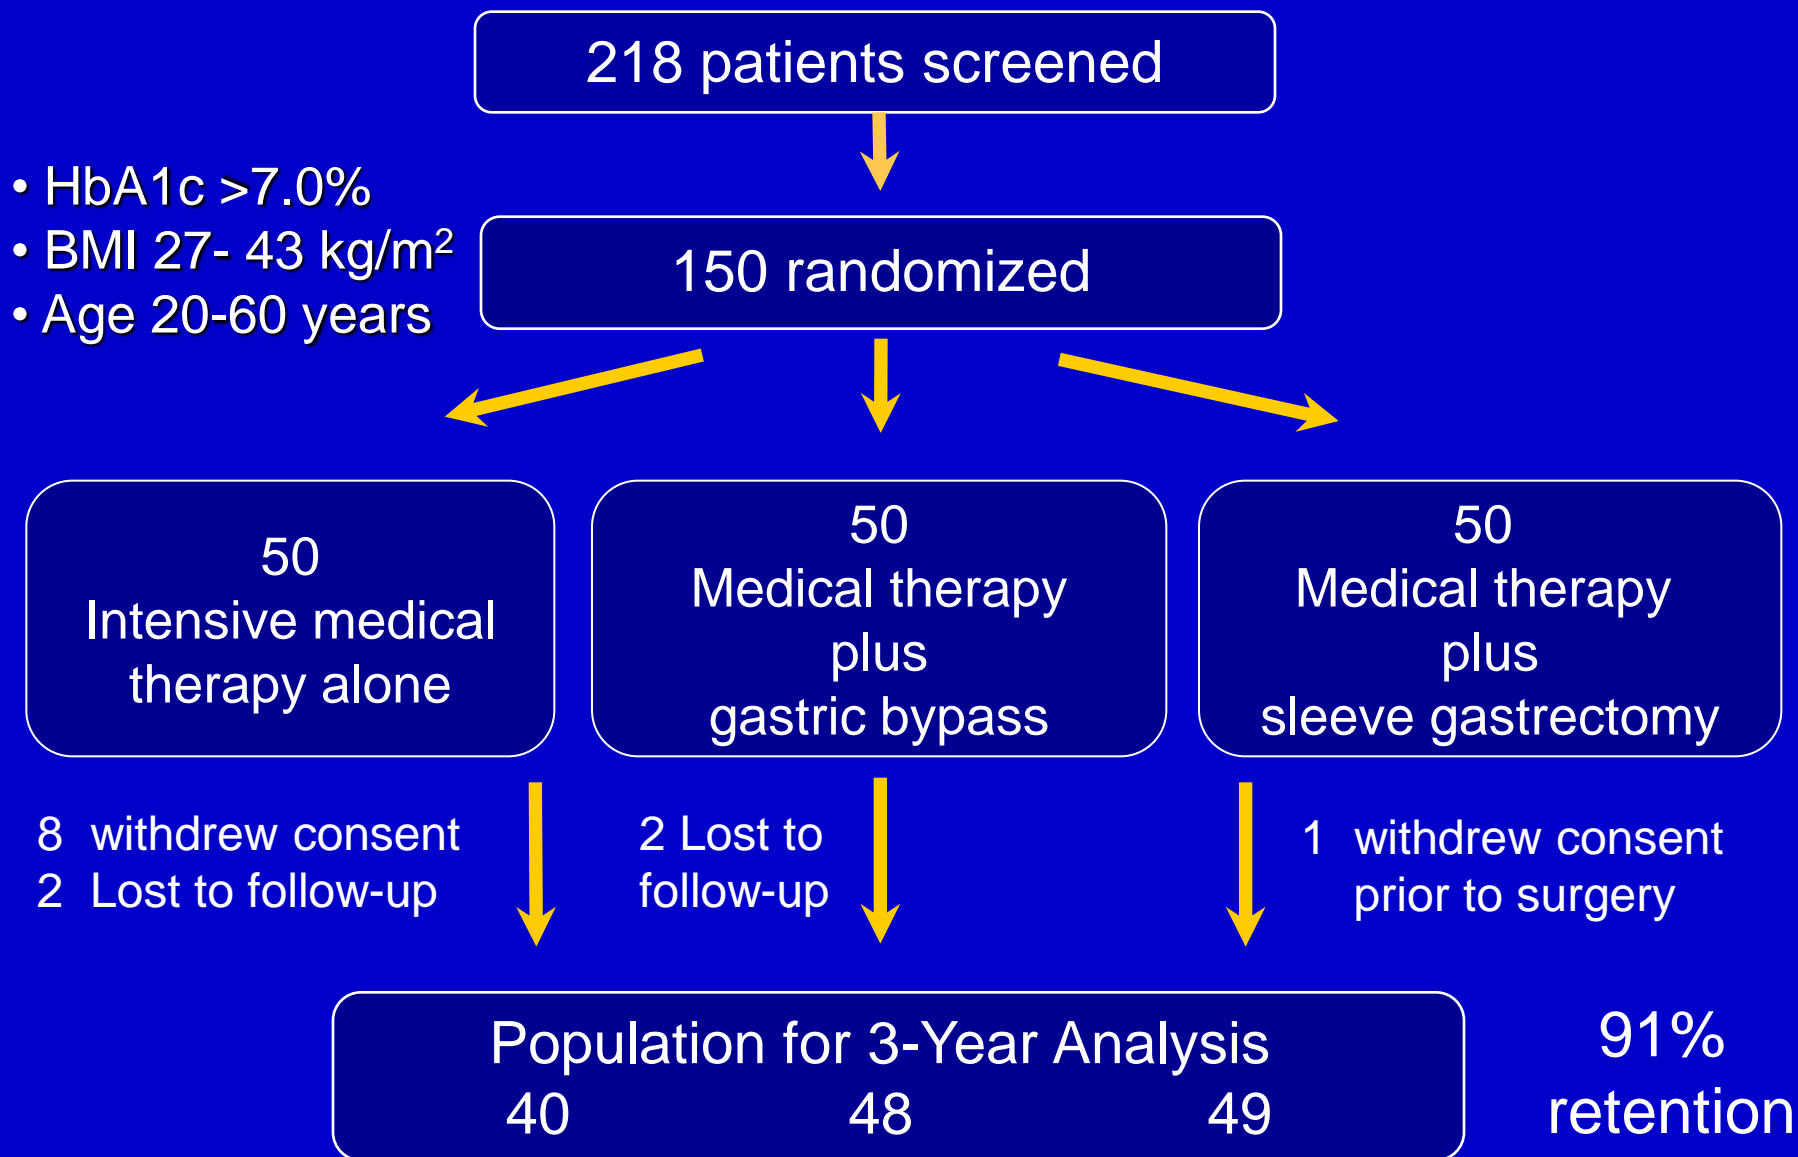 218 patients screened
• HbA1c >7.0%
• BMI 27- 43 kg/m²
• Age 20-60 years
150 randomized
50
Intensive medical
therapy alone
50
Medical therapy
plus
gastric bypass
50
Medical therapy
plus
sleeve gastrectomy
8 withdrew consent
2 Lost to follow-up
2 Lost to
follow-up
1 withdrew consent
prior to surgery
Population for 3-Year Analysis
40 48 49
91%
retention